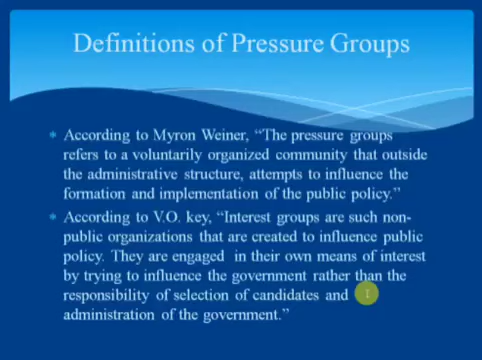 Definitions of Pressure Groups
According to Myron Weiner, “The pressure groups
refers to a voluntarily organized community that outside
the administrative structure, attempts to influence the
formation and implementation of the public policy.”
According to V.O. key, “Interest groups are such non-
public organizations that are created to influence public
policy. They are engaged in their own means of interest
by trying to influence the government rather than the
responsibility of selection of candidates and
administration of the government.”